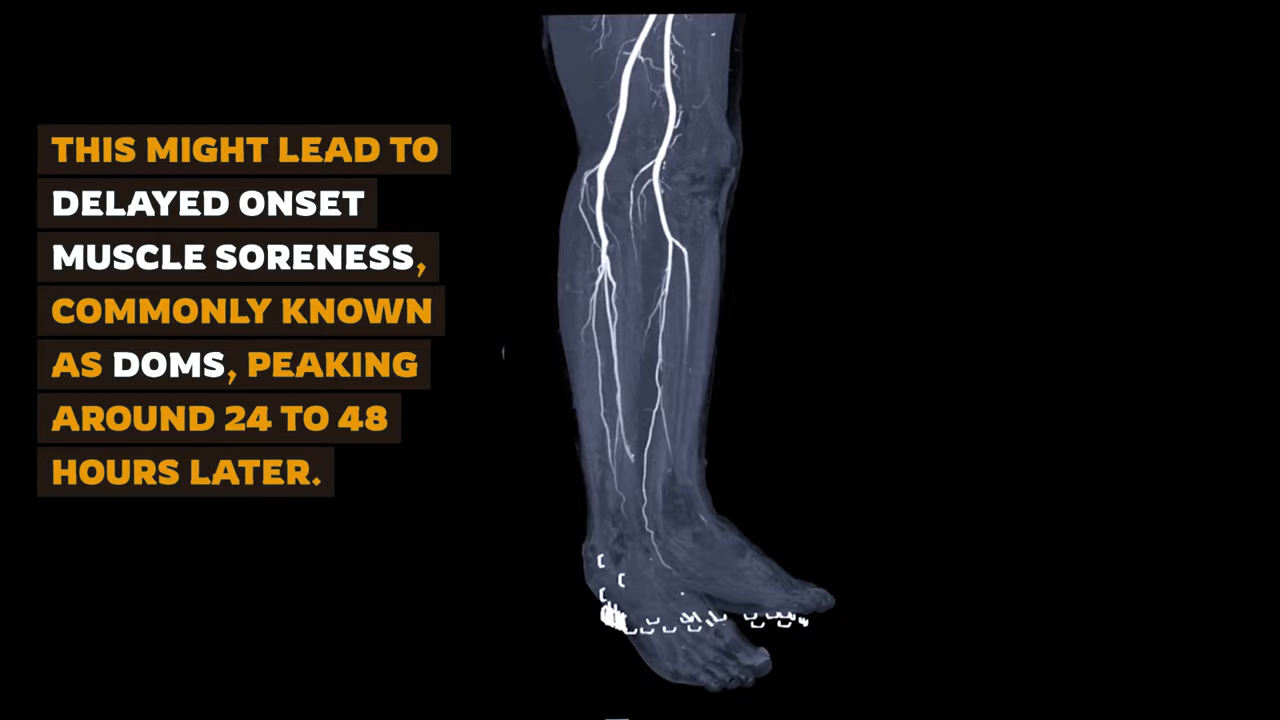 THIS MIGHT LEAD TO
DELAYED ONSET
MUSCLE SORENESS,
COMMONLY KNOWN
AS DOMS, PEAKING
AROUND 24 TO 48
HOURS LATER.